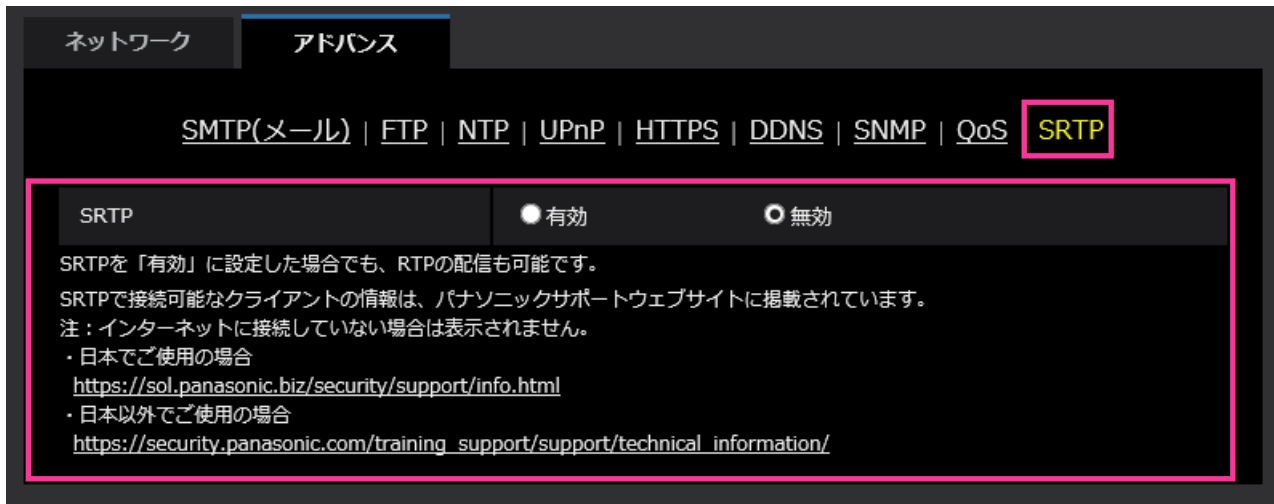 ネットワーク アドバンス
SMTP(メール) | FTP | NTP | UPnP | HTTPS | DDNS | SNMP | QoS SRTP
SRTP 有効 無効
SRTPを「有効」に設定した場合でも、RTPの配信も可能です。
SRTPで接続可能なクライアントの情報は、パナソニックサポートウェブサイトに掲載されています。
注：インターネットに接続していない場合は表示されません。
・日本でご使用の場合
https://sol.panasonic.biz/security/support/info.html
・日本以外でご使用の場合
https://security.panasonic.com/training_support/support/technical_information/